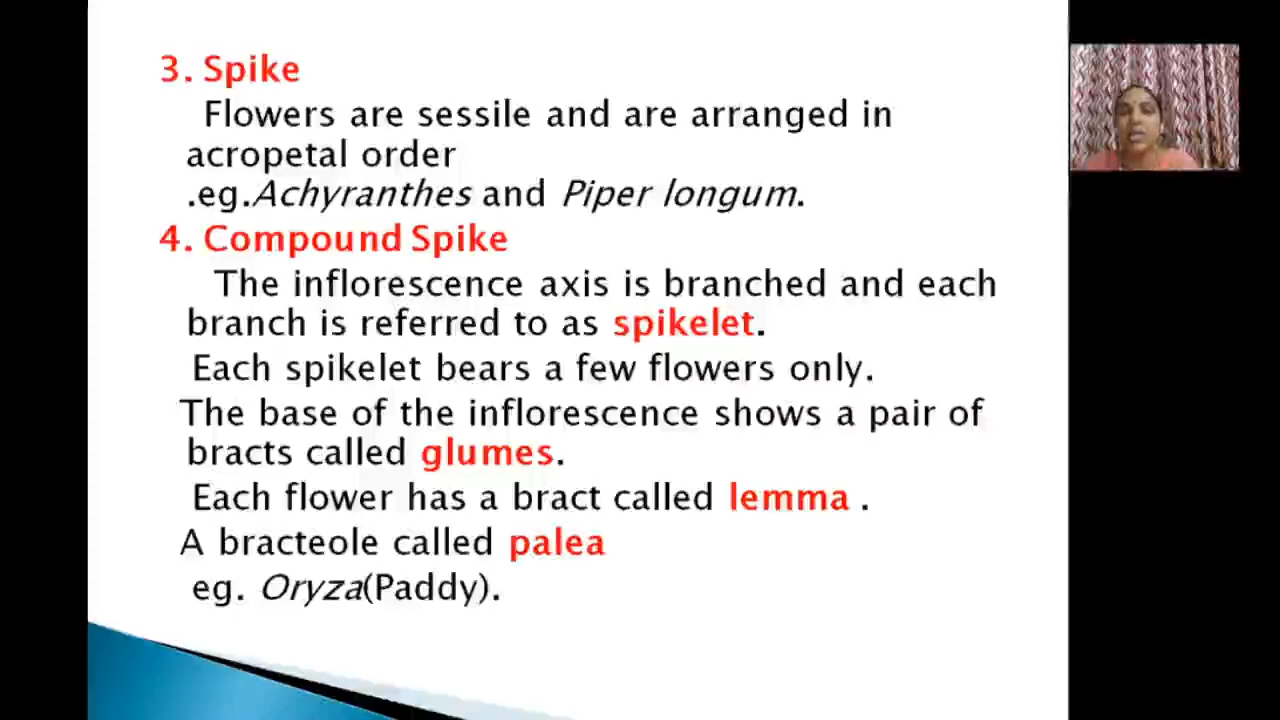 3. Spike
Flowers are sessile and are arranged in
acropetal order
.eg.Achyranthes and Piper longum.
4. Compound Spike
The inflorescence axis is branched and each
branch is referred to as spikelet.
Each spikelet bears a few flowers only.
The base of the inflorescence shows a pair of
bracts called glumes.
Each flower has a bract called lemma .
A bracteole called palea
eg. Oryza(Paddy).